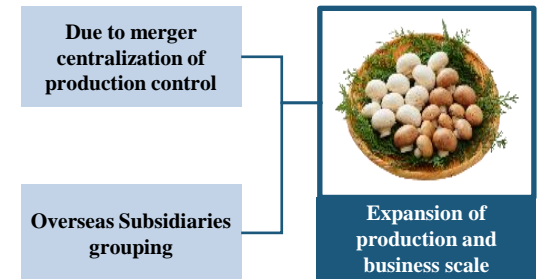 Due to merger
centralization of
production control
Overseas Subsidiaries
grouping
Expansion of
production and
business scale